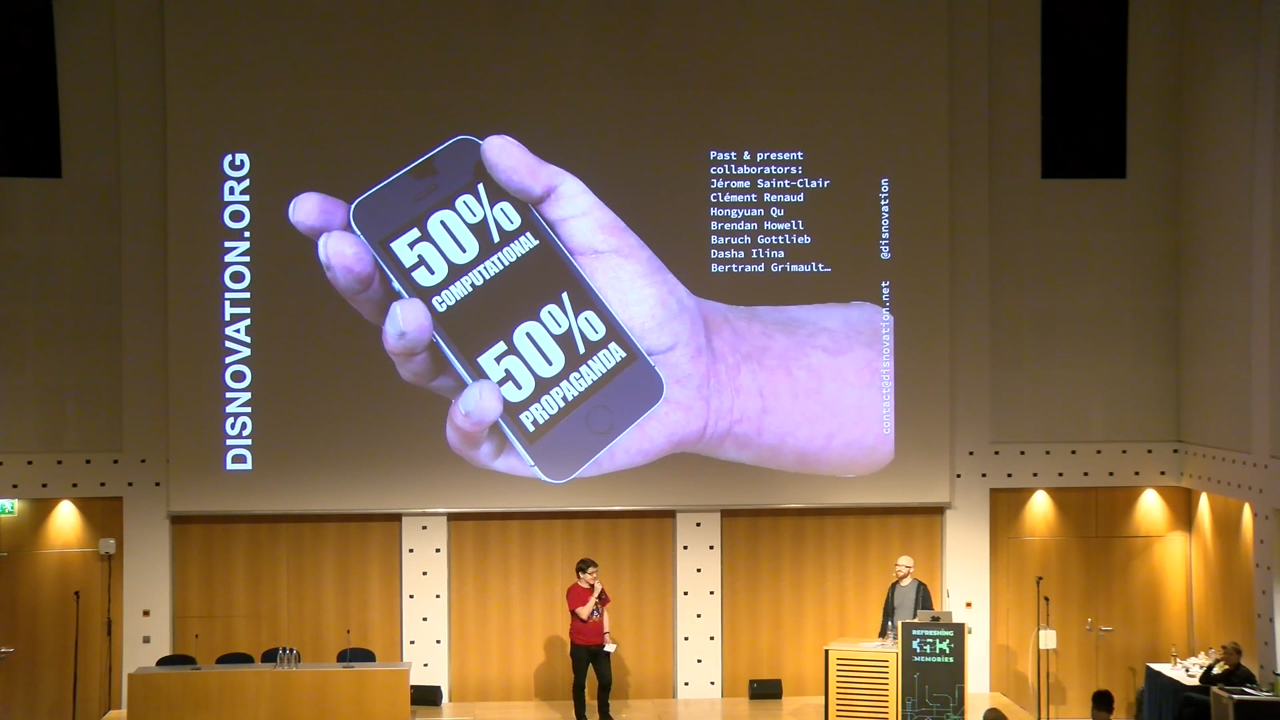 DISNOVATION.ORG
50%
COMPUTATIONAL
50%
PROPAGANDA
Past & present
collaborators:
Jérome Saint-Clair
Clément Renaud
Hongyuan Qu
Brendan Howell
Baruch Gottlieb
Dasha Ilina
Bertrand Grimault…
contact@disnovation.net
@disnovation
REFRESHING
MEMORIES